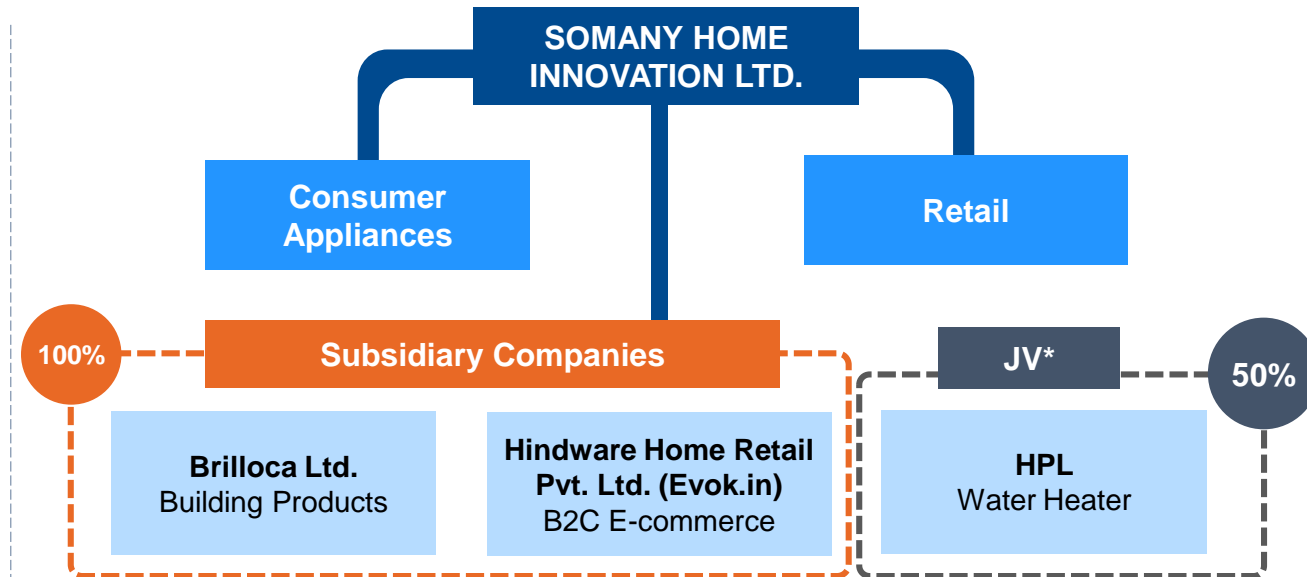 SOMANY HOME
INNOVATION LTD.
Consumer
Appliances
Retail
100%
Subsidiary Companies
JV*
50%
Brilloca Ltd.
Building Products
Hindware Home Retail
Pvt. Ltd. (Evok.in)
B2C E-commerce
HPL
Water Heater